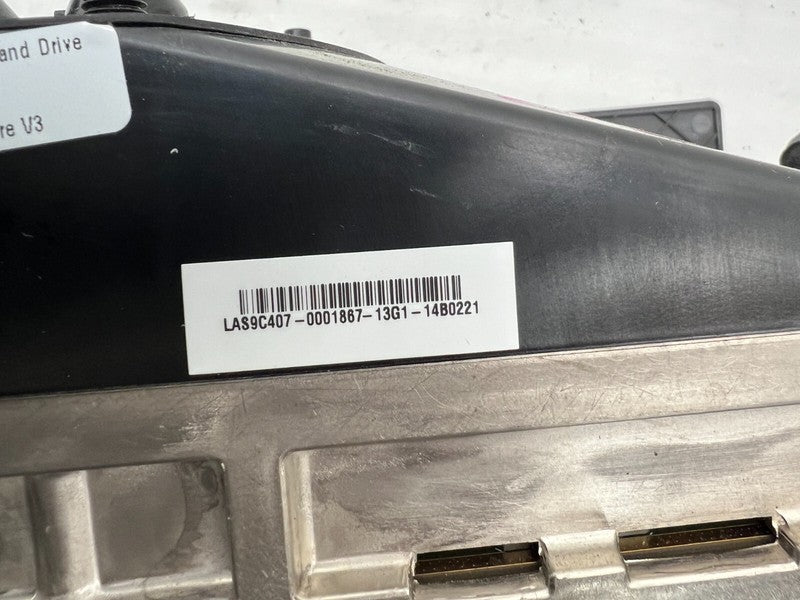 and Drive
re V3
LAS9C407-0001867-13G1-14B0221